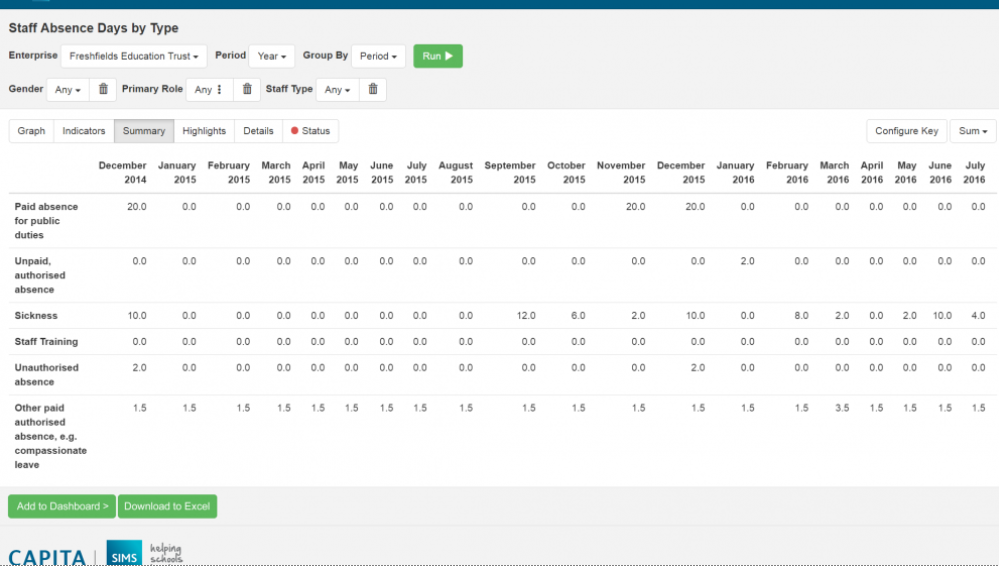 Staff Absence Days by Type
Enterprise Freshfields Education Trust Period Year Group By Period Run
Gender Any Primary Role Any Staff Type Any
Graph Indicators Summary Highlights Details Status Configure Key Sum
December January February March April May June July August September October November December January February March April May June July
2014 2015 2015 2015 2015 2015 2015 2015 2015 2015 2015 2015 2015 2016 2016 2016 2016 2016 2016 2016
Paid absence 20.0 0.0 0.0 0.0 0.0 0.0 0.0 0.0 0.0 0.0 0.0 20.0 20.0 0.0 0.0 0.0 0.0 0.0 0.0 0.0
for public
duties
Unpaid, 0.0 0.0 0.0 0.0 0.0 0.0 0.0 0.0 0.0 0.0 0.0 0.0 0.0 2.0 0.0 0.0 0.0 0.0 0.0 0.0
authorised
absence
Sickness 10.0 0.0 0.0 0.0 0.0 0.0 0.0 0.0 0.0 12.0 6.0 2.0 10.0 0.0 8.0 2.0 0.0 2.0 10.0 4.0
Staff Training 0.0 0.0 0.0 0.0 0.0 0.0 0.0 0.0 0.0 0.0 0.0 0.0 0.0 0.0 0.0 0.0 0.0 0.0 0.0 0.0
Unauthorised 2.0 0.0 0.0 0.0 0.0 0.0 0.0 0.0 0.0 0.0 0.0 0.0 2.0 0.0 0.0 0.0 0.0 0.0 0.0 0.0
absence
Other paid 1.5 1.5 1.5 1.5 1.5 1.5 1.5 1.5 1.5 1.5 1.5 1.5 1.5 1.5 1.5 3.5 1.5 1.5 1.5 1.5
authorised
absence, e.g.
compassionate
leave
Add to Dashboard > Download to Excel
CAPITA | SIMS helping
schools